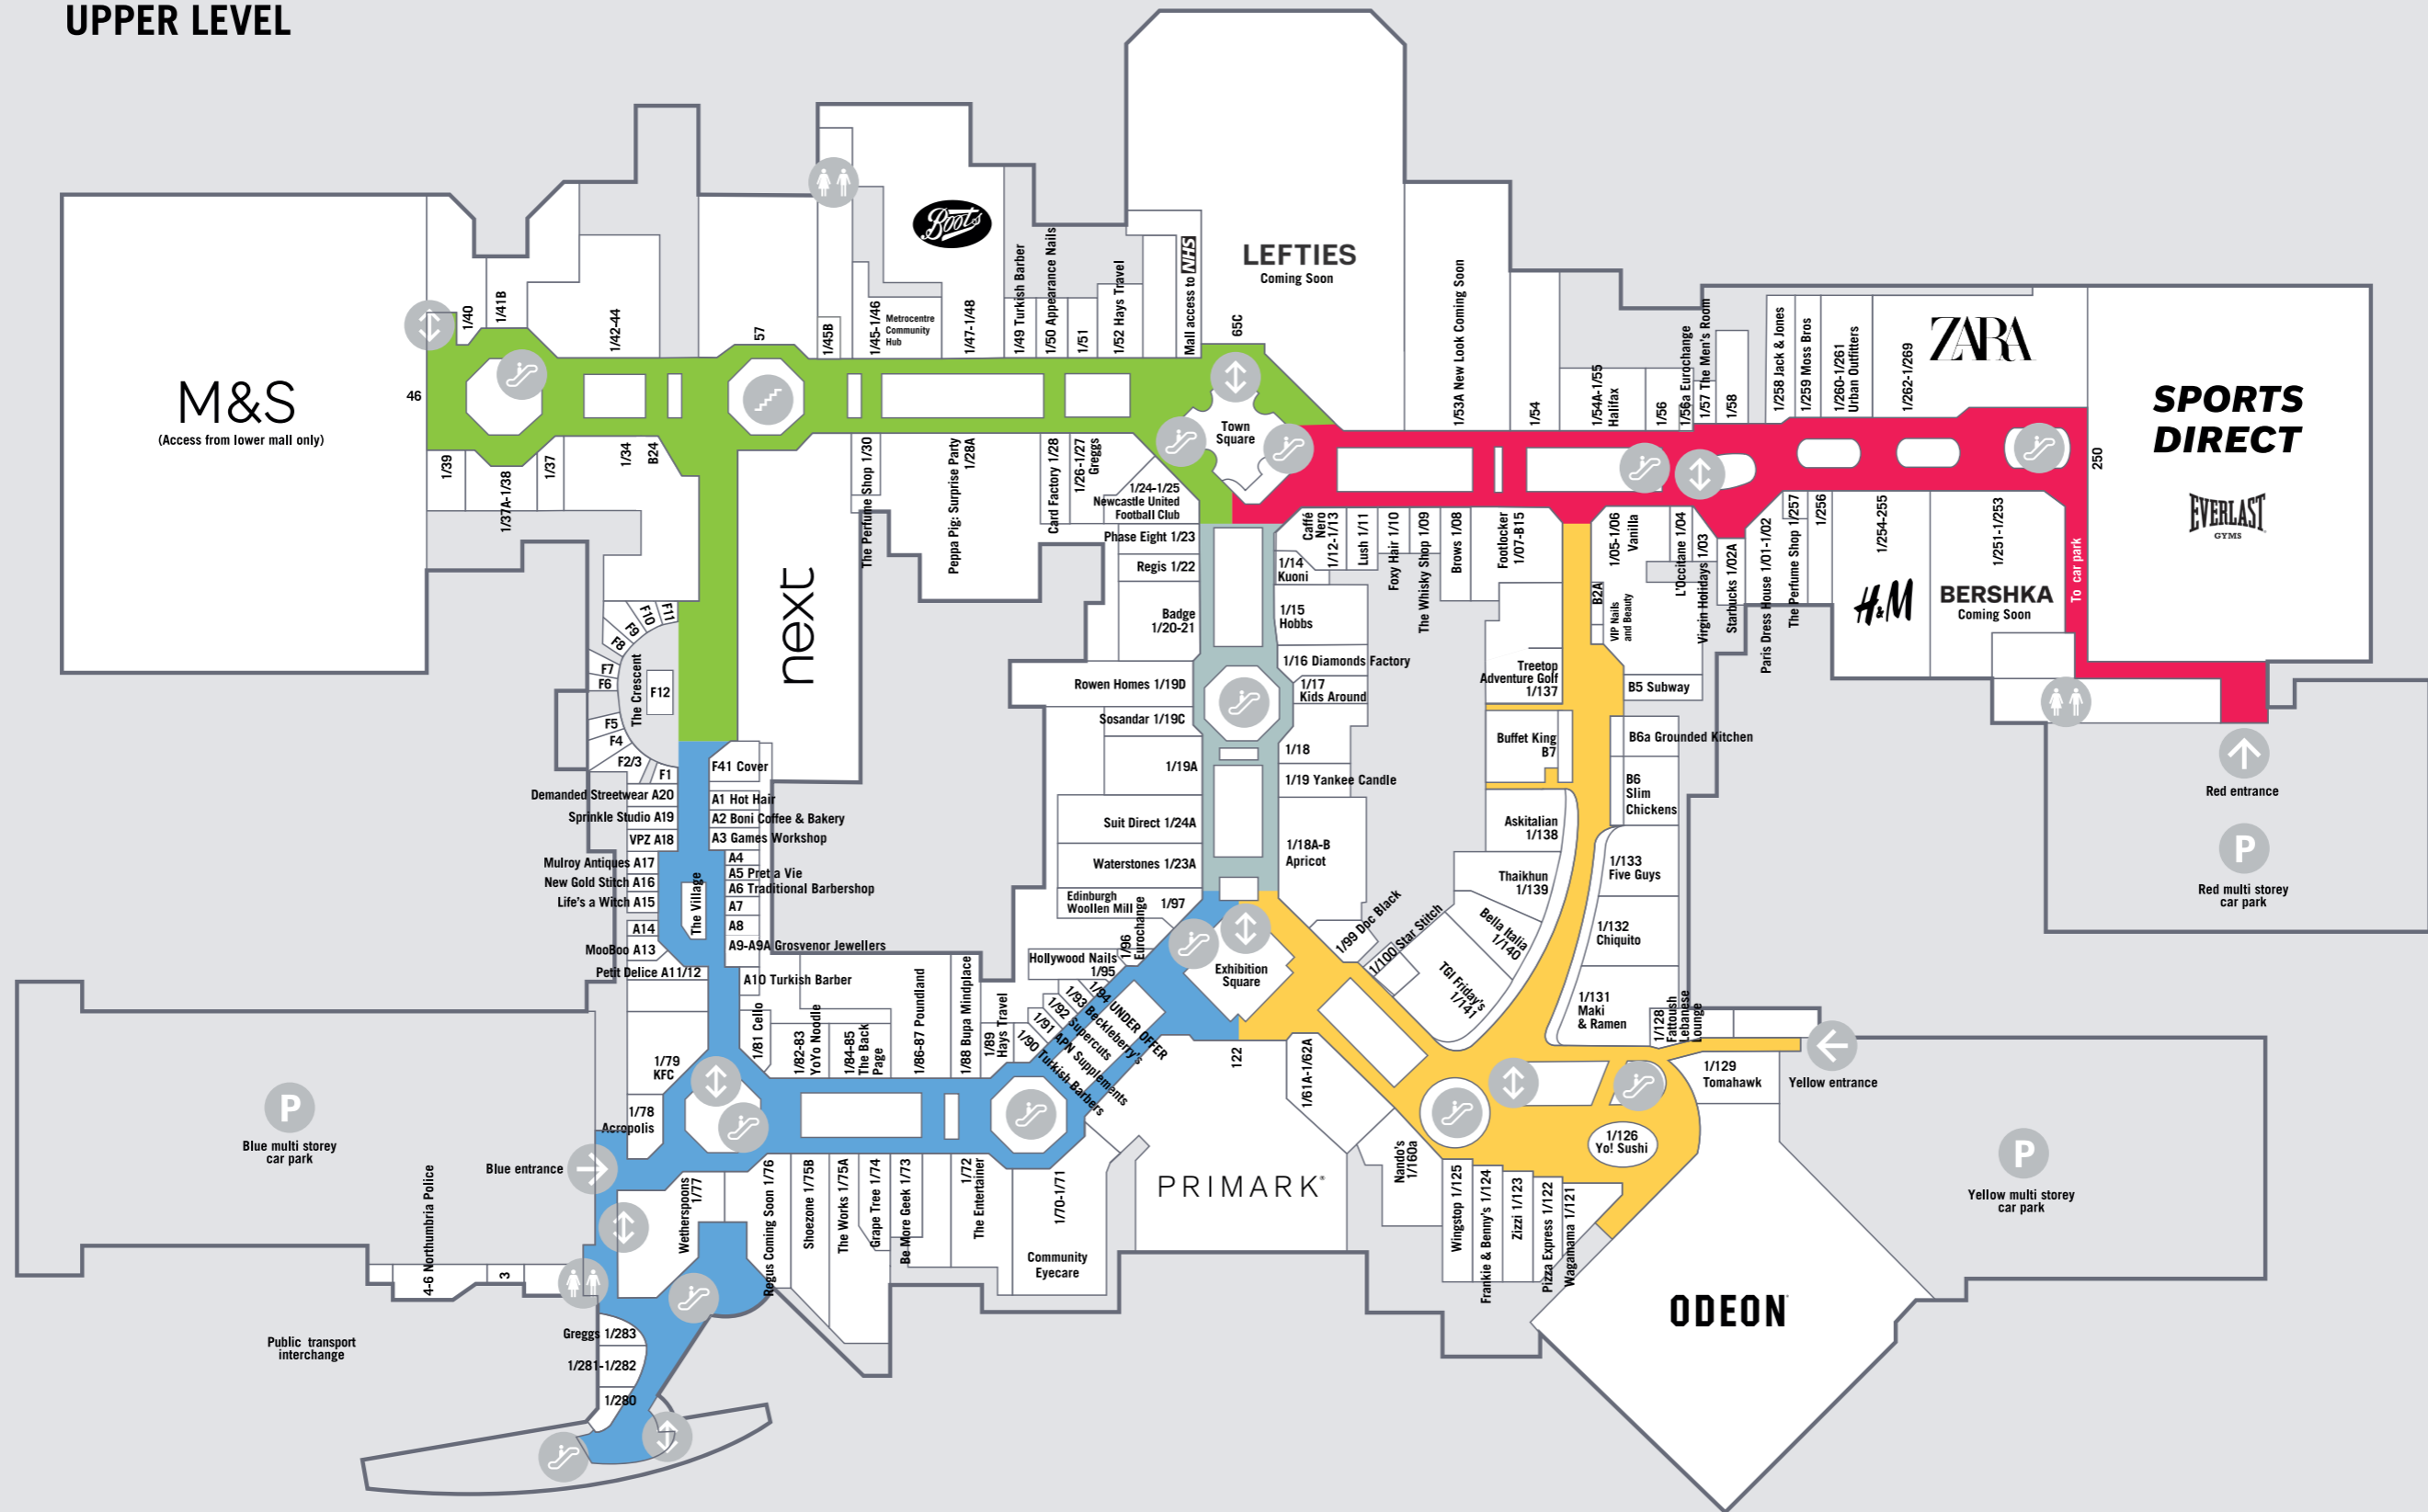 UPPER LEVEL
M&S
(Access from lower mall only)
46
1/40
1/41B
1/42-44
57
1/45B
1/45-1/46
Metrocentre
Community
Hub
Boots
1/47-1/48
1/49 Turkish Barber
1/50 Appearance Nails
1/51
1/52 Hays Travel
Mall access to NHS
65C
LEFTIES
Coming Soon
1/53A New Look Coming Soon
1/54
1/54A-1/55
Halifax
1/56
1/56a Eurochange
1/57 The Men's Room
1/58
1/258 Jack & Jones
1/259 Moss Bros
1/260-1/261
Urban Outfitters
1/262-1/269
ZARA
SPORTS
DIRECT
250
EVERLAST
GYMS
To car park
Town
Square
1/39
1/37A-1/38
1/37
1/34
B24
next
The Perfume Shop 1/30
Peppa Pig: Surprise Party
1/28A
Card Factory 1/28
1/26-1/27
Greggs
1/24-1/25
Newcastle United
Football Club
Phase Eight 1/23
Regis 1/22
Badge
1/20-21
Rowen Homes 1/19D
Sosandar 1/19C
1/19A
Suit Direct 1/24A
Waterstones 1/23A
Edinburgh
Woollen Mill
1/97
1/96
Eurochange
Hollywood Nails
1/95
1/94 UNDER OFFER
1/93 Beckleberry's
1/92 Supercuts
1/91 APN Supplements
1/90 Turkish Barbers
1/89
Hays Travel
1/88 Bupa Mindplace
1/86-87 Poundland
1/84-85
The Back
Page
1/82-83
YoYo Noodle
1/81 Cello
Caffé
Nero
1/12-1/13
Lush 1/11
Foxy Hair 1/10
The Whisky Shop 1/09
Brows 1/08
Footlocker
1/07-B15
1/14
Kuoni
1/15
Hobbs
1/16 Diamonds Factory
1/17
Kids Around
1/18
1/19 Yankee Candle
1/18A-B
Apricot
1/99 Doc Black
1/100 Star Stitch
1/05-1/06
Vanilla
B2A
VIP Nails
and Beauty
L'Occitane 1/04
Virgin Holidays 1/03
Starbucks 1/02A
Paris Dress House 1/01-1/02
The Perfume Shop 1/257
1/256
1/254-255
H&M
1/251-1/253
BERSHKA
Coming Soon
Treetop
Adventure Golf
1/137
B5 Subway
Buffet King
B7
B6a Grounded Kitchen
B6
Slim
Chickens
Askitalian
1/138
Thaikhun
1/139
Bella Italia
1/140
TGI Friday's
1/141
1/133
Five Guys
1/132
Chiquito
1/131
Maki
& Ramen
1/128
Fattoush
Lebanese
Lounge
1/129
Tomahawk
Red entrance
P
Red multi storey
car park
Yellow entrance
P
Yellow multi storey
car park
F11
F10
F9
F8
F7
F6
F5
F4
F2/3
F1
F12
The Crescent
F41 Cover
Demanded Streetwear A20
Sprinkle Studio A19
VPZ A18
Mulroy Antiques A17
New Gold Stitch A16
Life's a Witch A15
A14
MooBoo A13
Petit Delice A11/12
The Village
A1 Hot Hair
A2 Boni Coffee & Bakery
A3 Games Workshop
A4
A5 Pret a Vie
A6 Traditional Barbershop
A7
A8
A9-A9A Grosvenor Jewellers
A10 Turkish Barber
1/79
KFC
1/78
Acropolis
Exhibition
Square
122
1/61A-1/62A
PRIMARK
Nando's
1/160a
Wingstop 1/125
Frankie & Benny's 1/124
Zizzi 1/123
Pizza Express 1/122
Wagamama 1/121
1/126
Yo! Sushi
ODEON
P
Blue multi storey
car park
Blue entrance
Wetherspoons
1/77
Regus Coming Soon 1/76
Shoezone 1/75B
The Works 1/75A
Grape Tree 1/74
Be More Geek 1/73
1/72
The Entertainer
1/70-1/71
Community
Eyecare
4-6 Northumbria Police
3
Public transport
interchange
Greggs 1/283
1/281-1/282
1/280